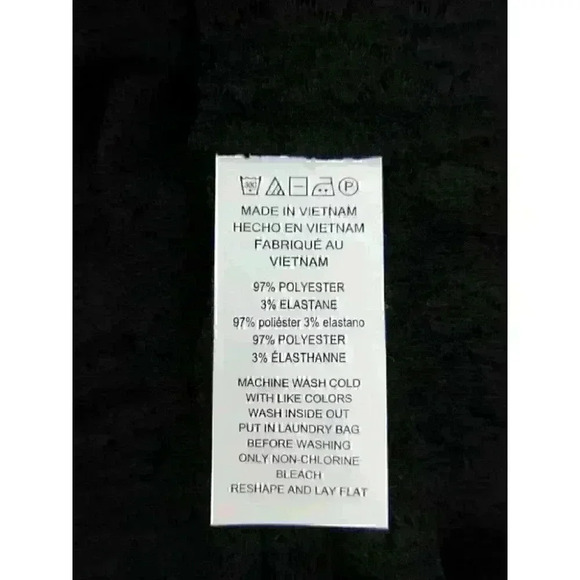 30C
P
MADE IN VIETNAM
HECHO EN VIETNAM
FABRIQUÉ AU
VIETNAM
97% POLYESTER
3% ELASTANE
97% poliéster 3% elastano
97% POLYESTER
3% ÉLASTHANNE
MACHINE WASH COLD
WITH LIKE COLORS
WASH INSIDE OUT
PUT IN LAUNDRY BAG
BEFORE WASHING
ONLY NON-CHLORINE
BLEACH
RESHAPE AND LAY FLAT